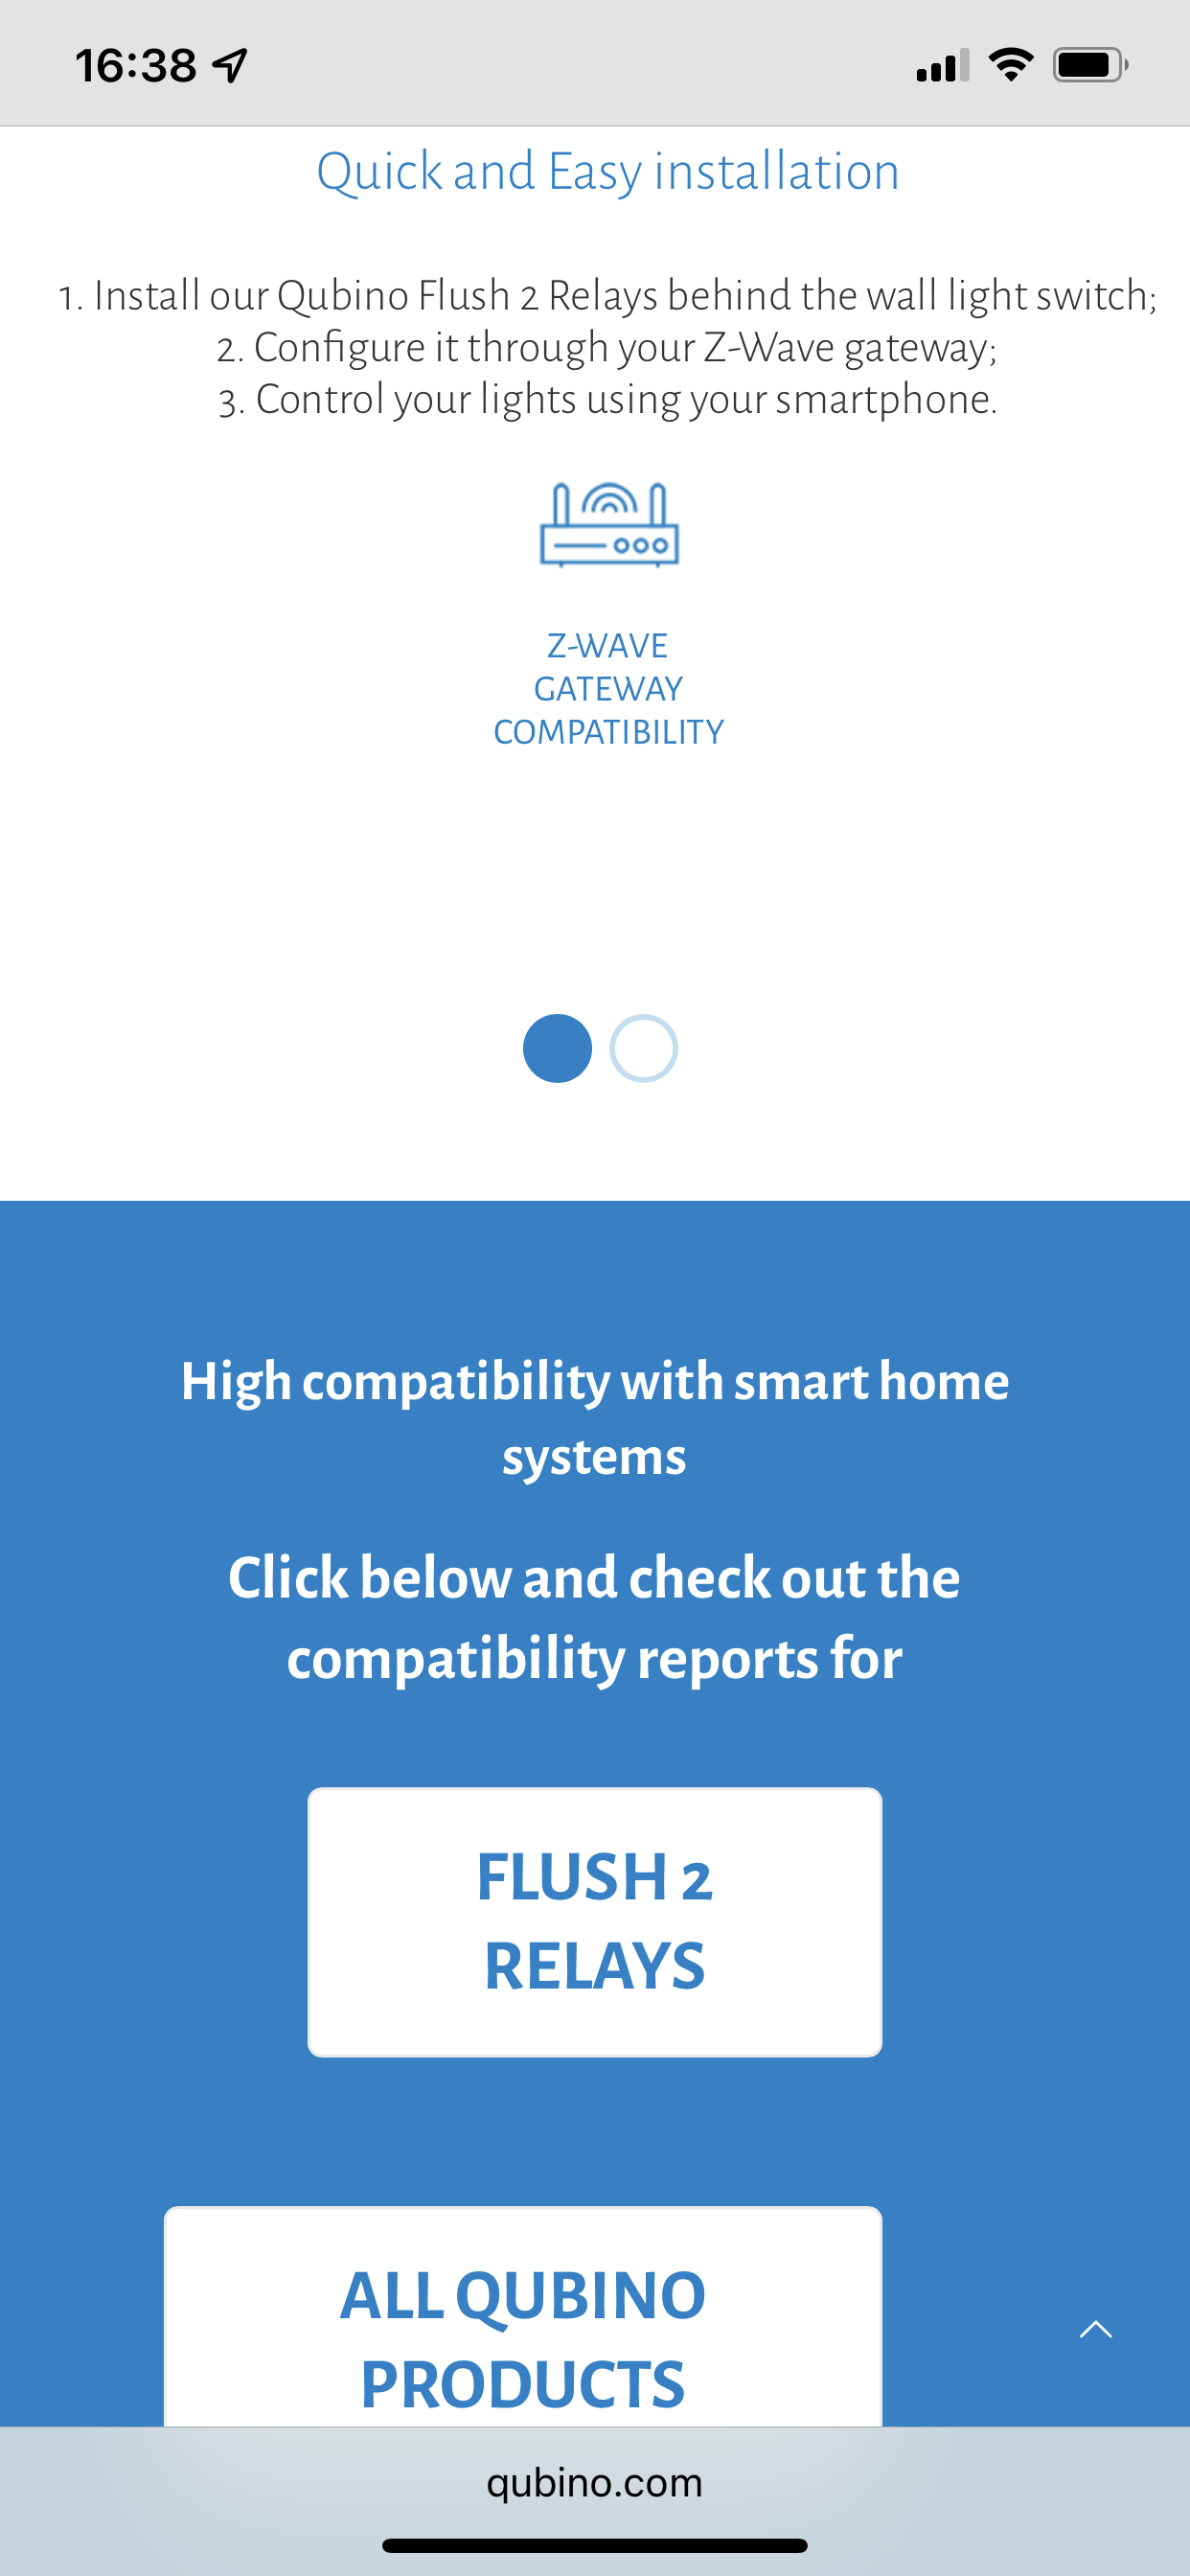 16:38
Quick and Easy installation
1. Install our Qubino Flush 2 Relays behind the wall light switch;
2. Configure it through your Z-Wave gateway;
3. Control your lights using your smartphone.
Z-WAVE
GATEWAY
COMPATIBILITY
High compatibility with smart home
systems
Click below and check out the
compatibility reports for
FLUSH 2
RELAYS
ALL QUBINO
PRODUCTS
qubino.com